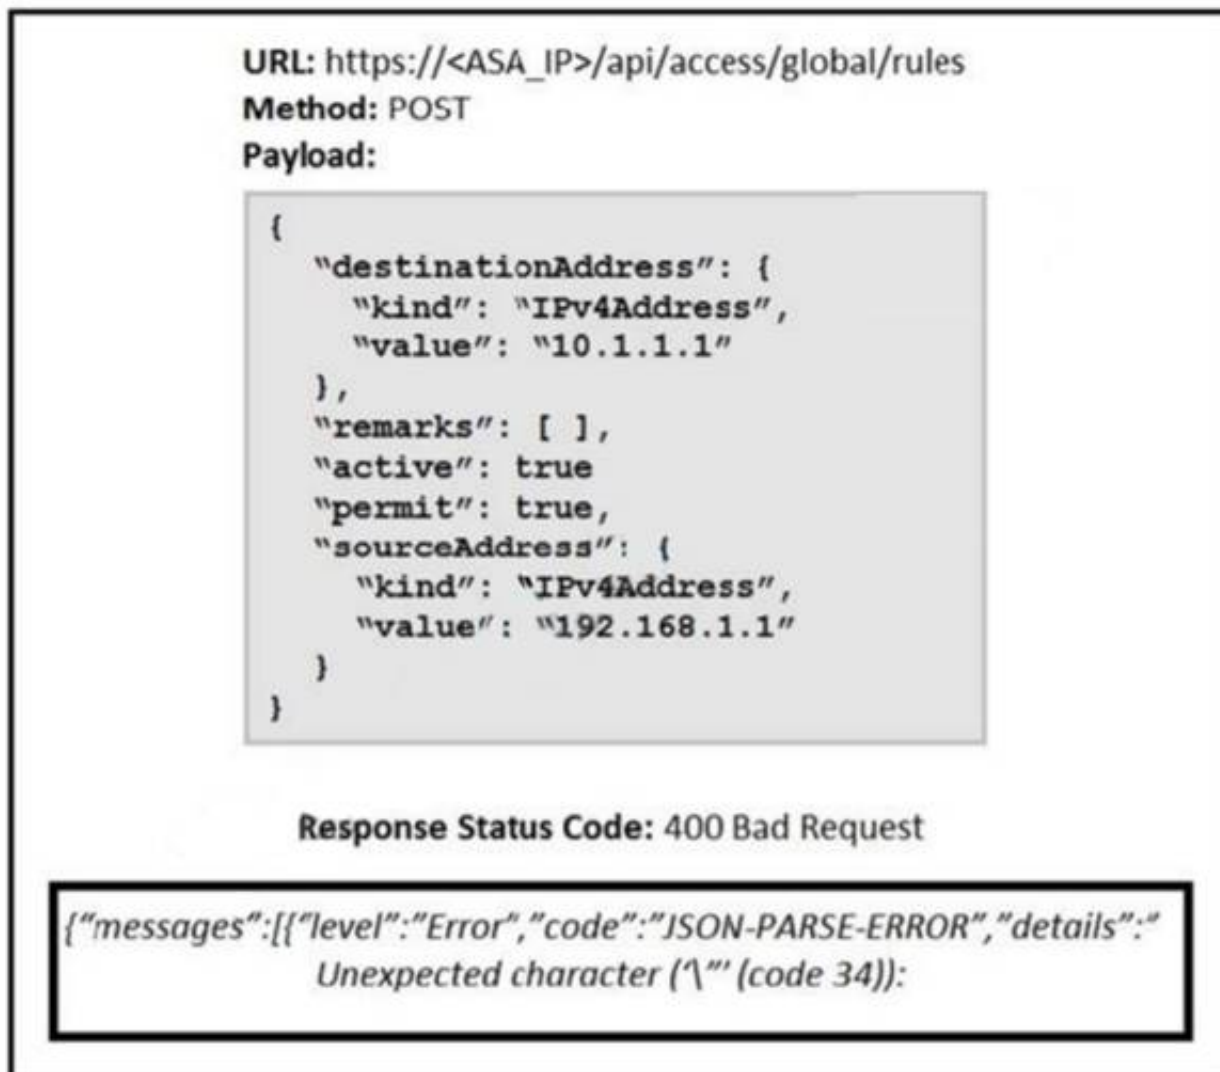 URL: https://<ASA_IP>/api/access/global/rules
Method: POST
Payload:
{
“destinationAddress”: {
“kind”: “IPv4Address”,
“value”: “10.1.1.1”
},
“remarks”: [ ],
“active”: true
“permit”: true,
“sourceAddress”: {
“kind”: “IPv4Address”,
“value”: “192.168.1.1”
}
}
Response Status Code: 400 Bad Request
{“messages”:[{“level”:”Error”,”code”:”JSON-PARSE-ERROR”,”details”:”
Unexpected character (‘\”’ (code 34)):